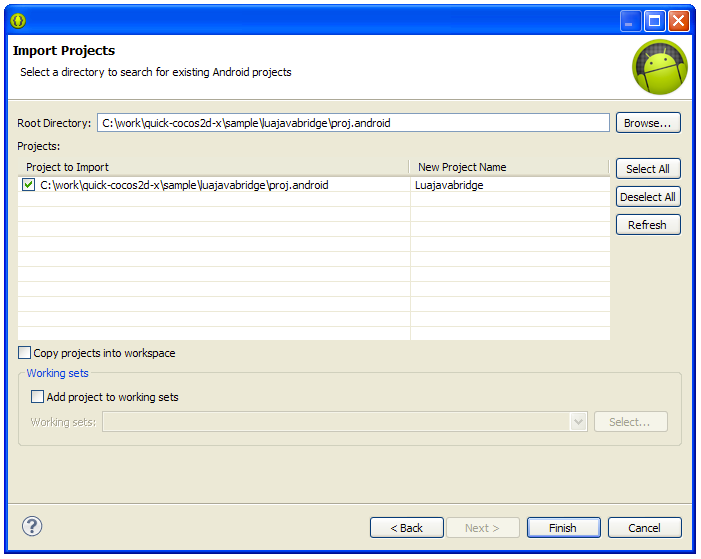 Import Projects
Select a directory to search for existing Android projects
Root Directory: C:\work\quick-cocos2d-x\sample\luajavabridge\proj.android Browse...
Projects:
Project to Import New Project Name
Select All
C:\work\quick-cocos2d-x\sample\luajavabridge\proj.android Luajavabridge
Deselect All
Refresh
Copy projects into workspace
Working sets
Add project to working sets
Working sets: Select...
? < Back Next > Finish Cancel